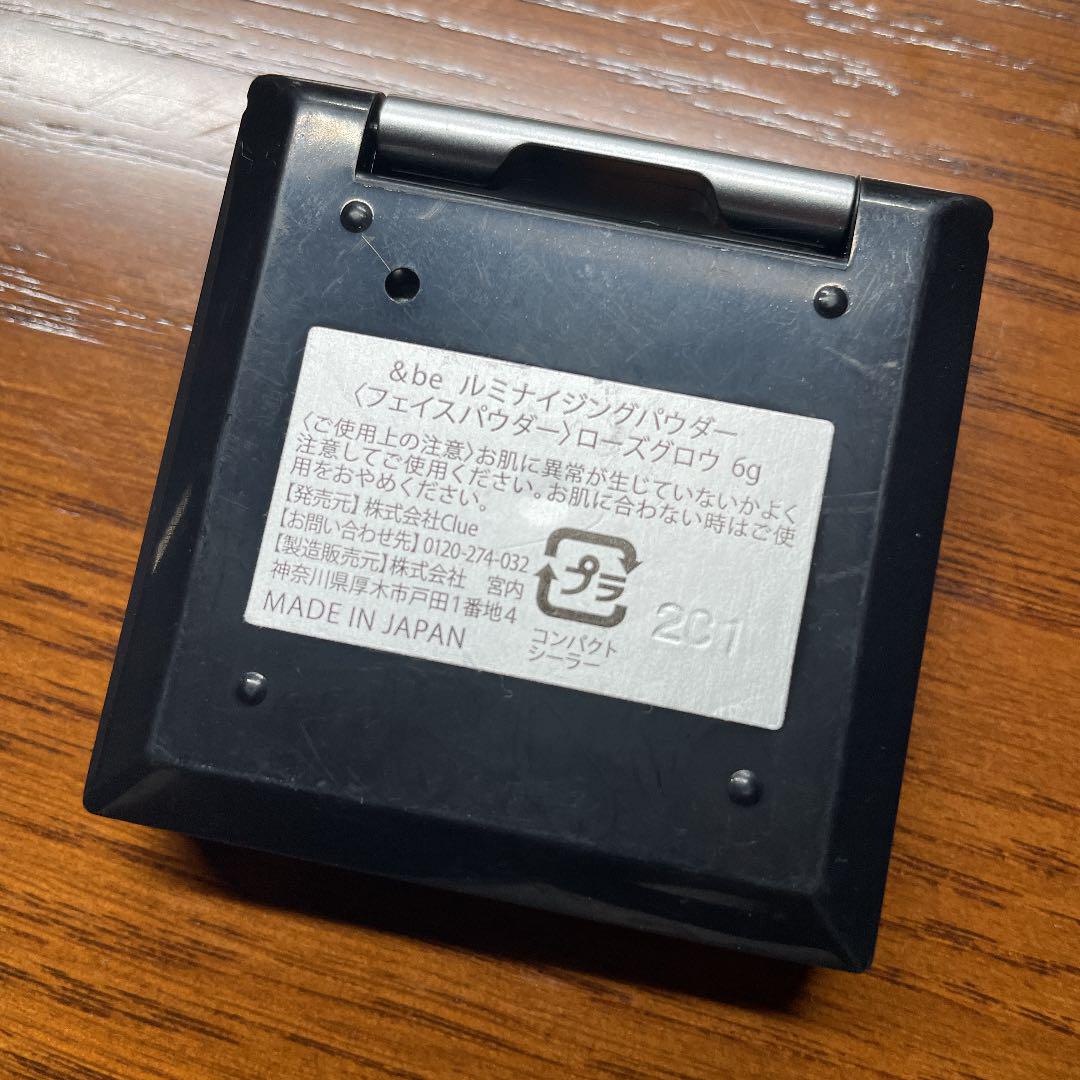 &be ルミナイジングパウダー
〈フェイスパウダー〉ローズグロウ 6g
〈ご使用上の注意〉お肌に異常が生じていないかよく
注意してご使用ください。お肌に合わない時はご使
用をおやめください。
【発売元】株式会社Clue
【お問い合わせ先】0120-274-032
【製造販売元】株式会社 宮内
神奈川県厚木市戸田1番地4
MADE IN JAPAN
プラ
コンパクト
シーラー
2C1